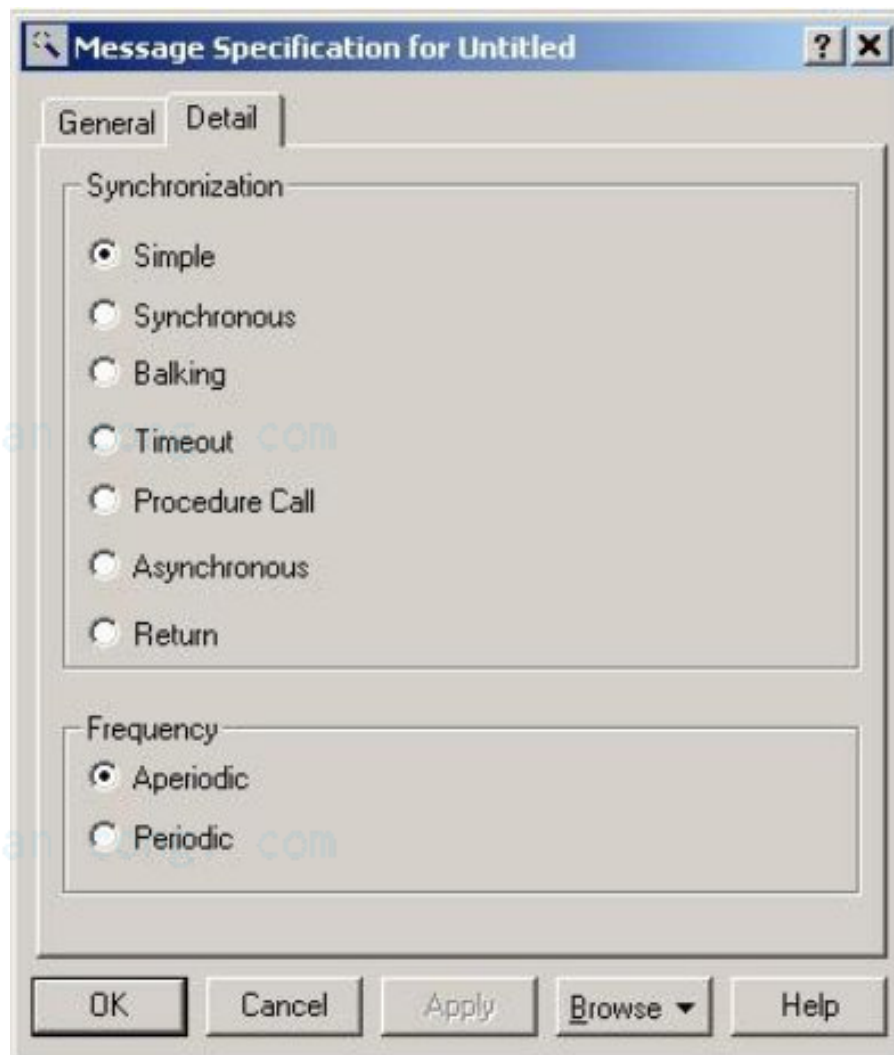 Message Specification for Untitled
General Detail
Synchronization
Simple
Synchronous
Balking
Timeout
Procedure Call
Asynchronous
Return
Frequency
Aperiodic
Periodic
OK Cancel Apply Browse Help